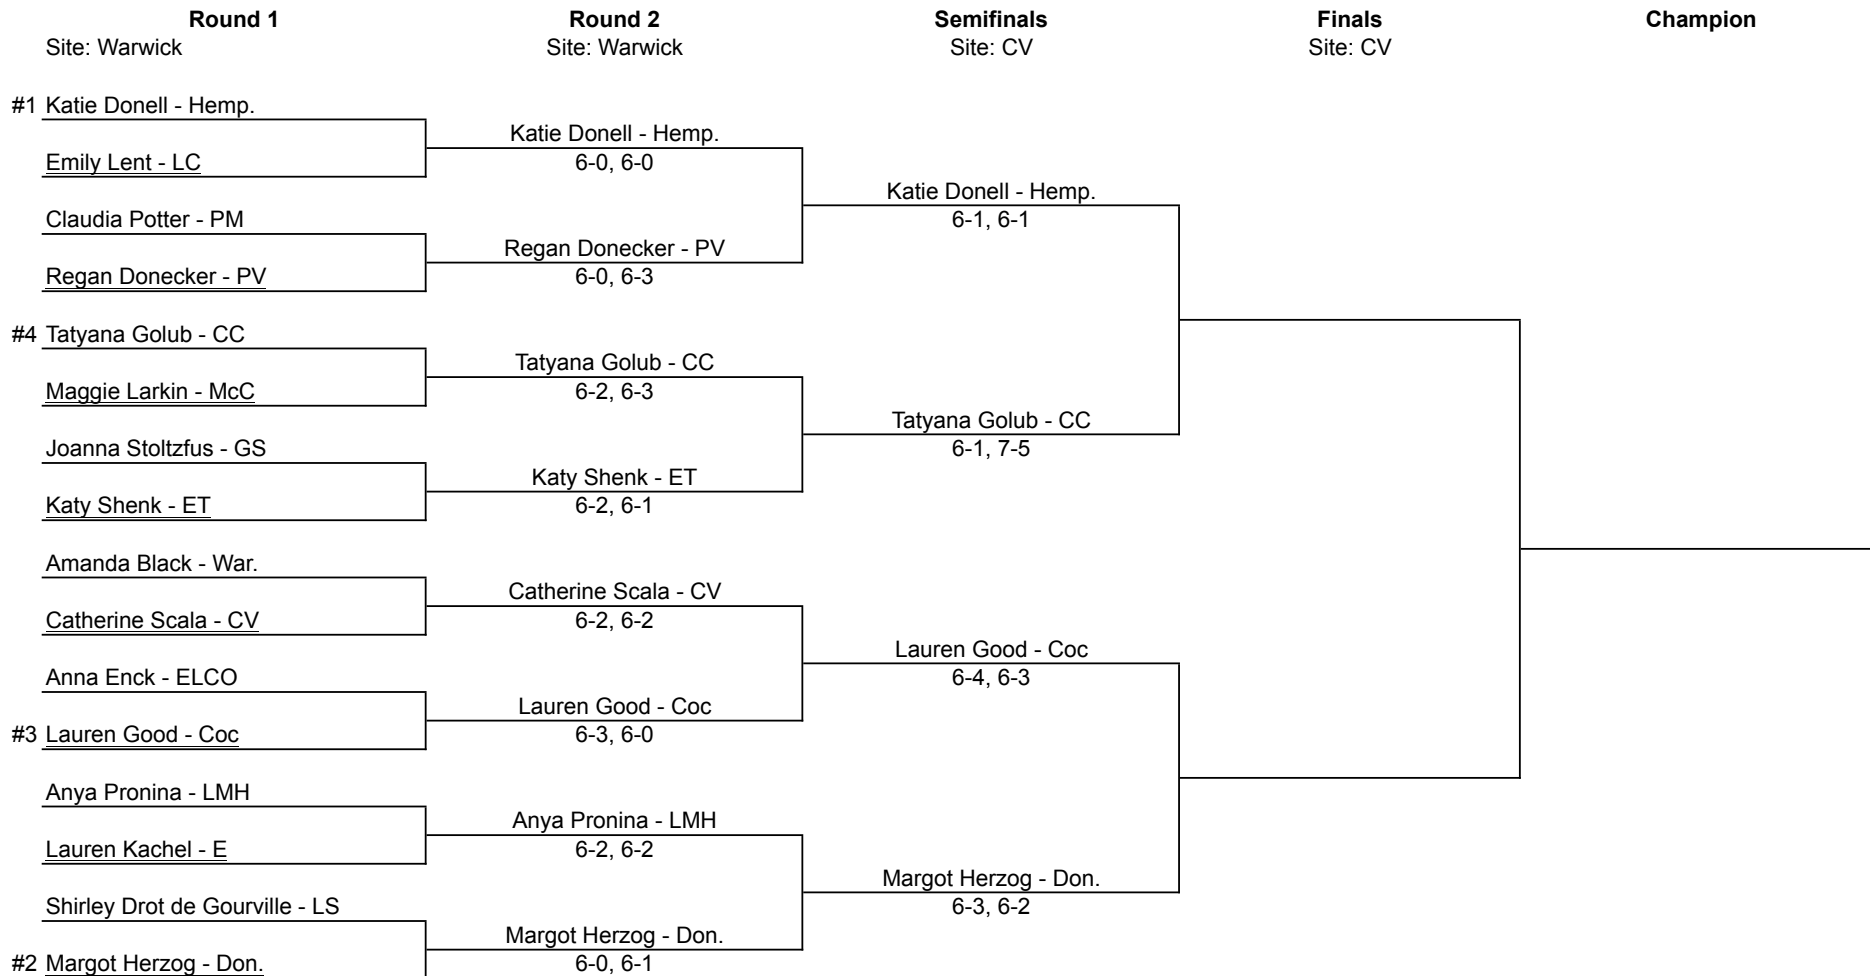 Round 1 Round 2 Semifinals Finals Champion
Site: Warwick Site: Warwick Site: CV Site: CV
#1 Katie Donell - Hemp.
Katie Donell - Hemp.
Emily Lent - LC 6-0, 6-0
Katie Donell - Hemp.
Claudia Potter - PM 6-1, 6-1
Regan Donecker - PV
Regan Donecker - PV 6-0, 6-3
#4 Tatyana Golub - CC
Tatyana Golub - CC
Maggie Larkin - McC 6-2, 6-3
Tatyana Golub - CC
Joanna Stoltzfus - GS 6-1, 7-5
Katy Shenk - ET
Katy Shenk - ET 6-2, 6-1
Amanda Black - War.
Catherine Scala - CV
Catherine Scala - CV 6-2, 6-2
Lauren Good - Coc
Anna Enck - ELCO 6-4, 6-3
Lauren Good - Coc
#3 Lauren Good - Coc 6-3, 6-0
Anya Pronina - LMH
Anya Pronina - LMH
Lauren Kachel - E 6-2, 6-2
Margot Herzog - Don.
Shirley Drot de Gourville - LS 6-3, 6-2
Margot Herzog - Don.
#2 Margot Herzog - Don. 6-0, 6-1